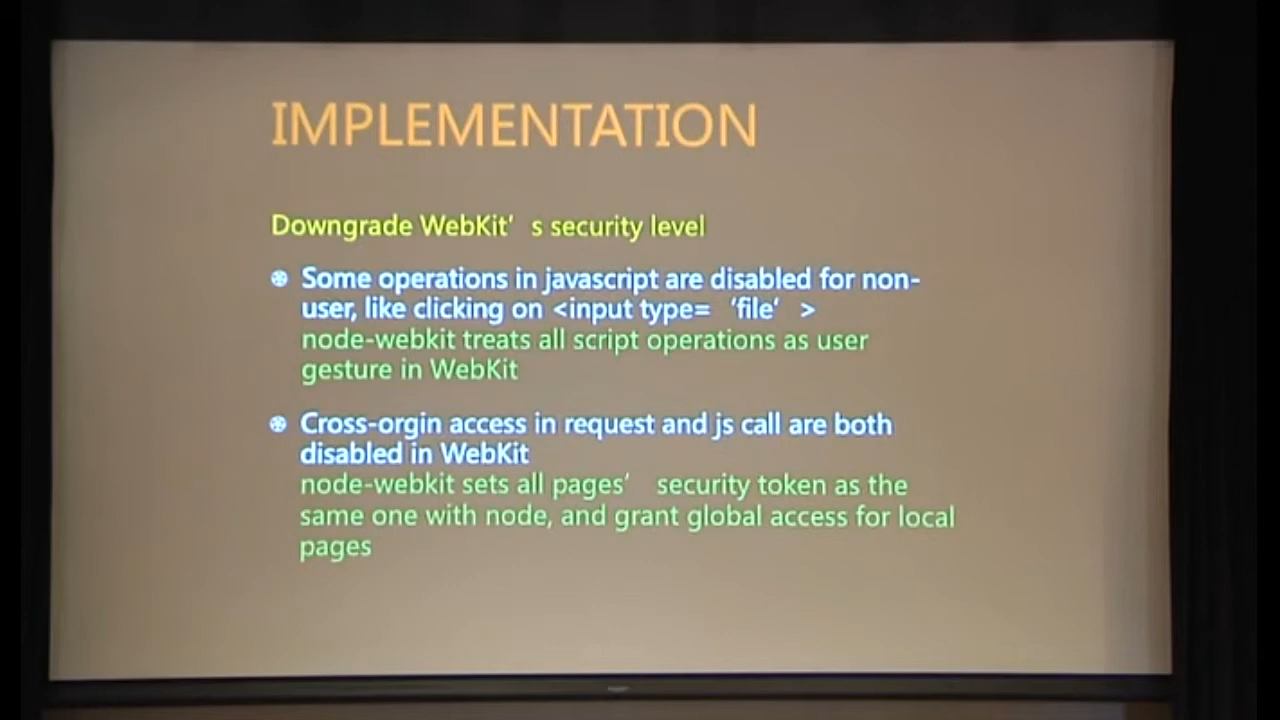 IMPLEMENTATION
Downgrade WebKit’ s security level
Some operations in javascript are disabled for non-
user, like clicking on <input type= ‘file’ >
node-webkit treats all script operations as user
gesture in WebKit
Cross-orgin access in request and js call are both
disabled in WebKit
node-webkit sets all pages’ security token as the
same one with node, and grant global access for local
pages